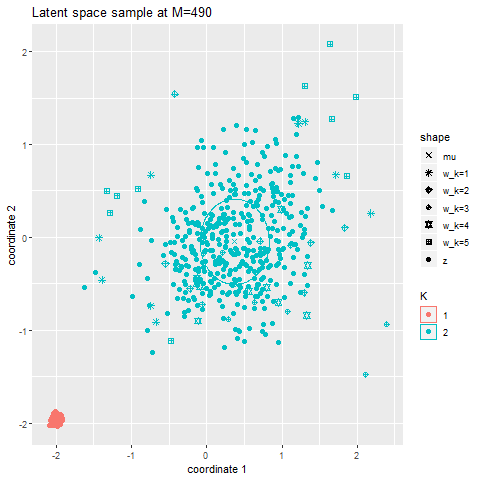 Latent space sample at M=490
2
1
0
-1
-2
coordinate 2
-2
-1
0
1
2
coordinate 1
shape
mu
w_k=1
w_k=2
w_k=3
w_k=4
w_k=5
z
K
1
2